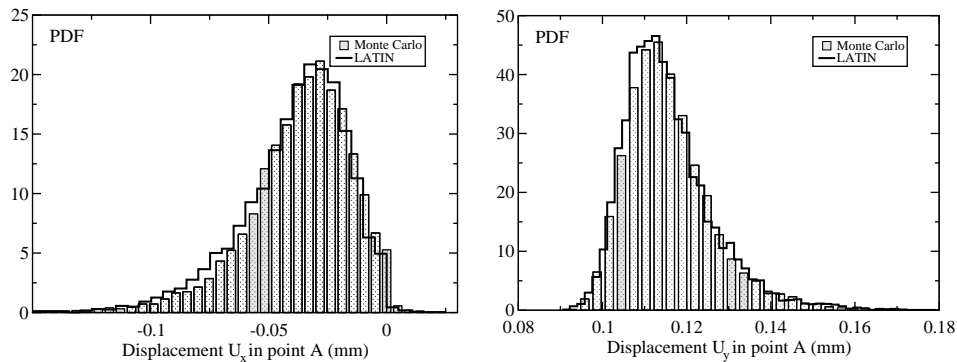 25
PDF
Monte Carlo
LATIN
20
15
10
5
0
-0.1
-0.05
0
Displacement Ux in point A (mm)
50
PDF
Monte Carlo
LATIN
40
30
20
10
0
0.08
0.1
0.12
0.14
0.16
0.18
Displacement Uy in point A (mm)